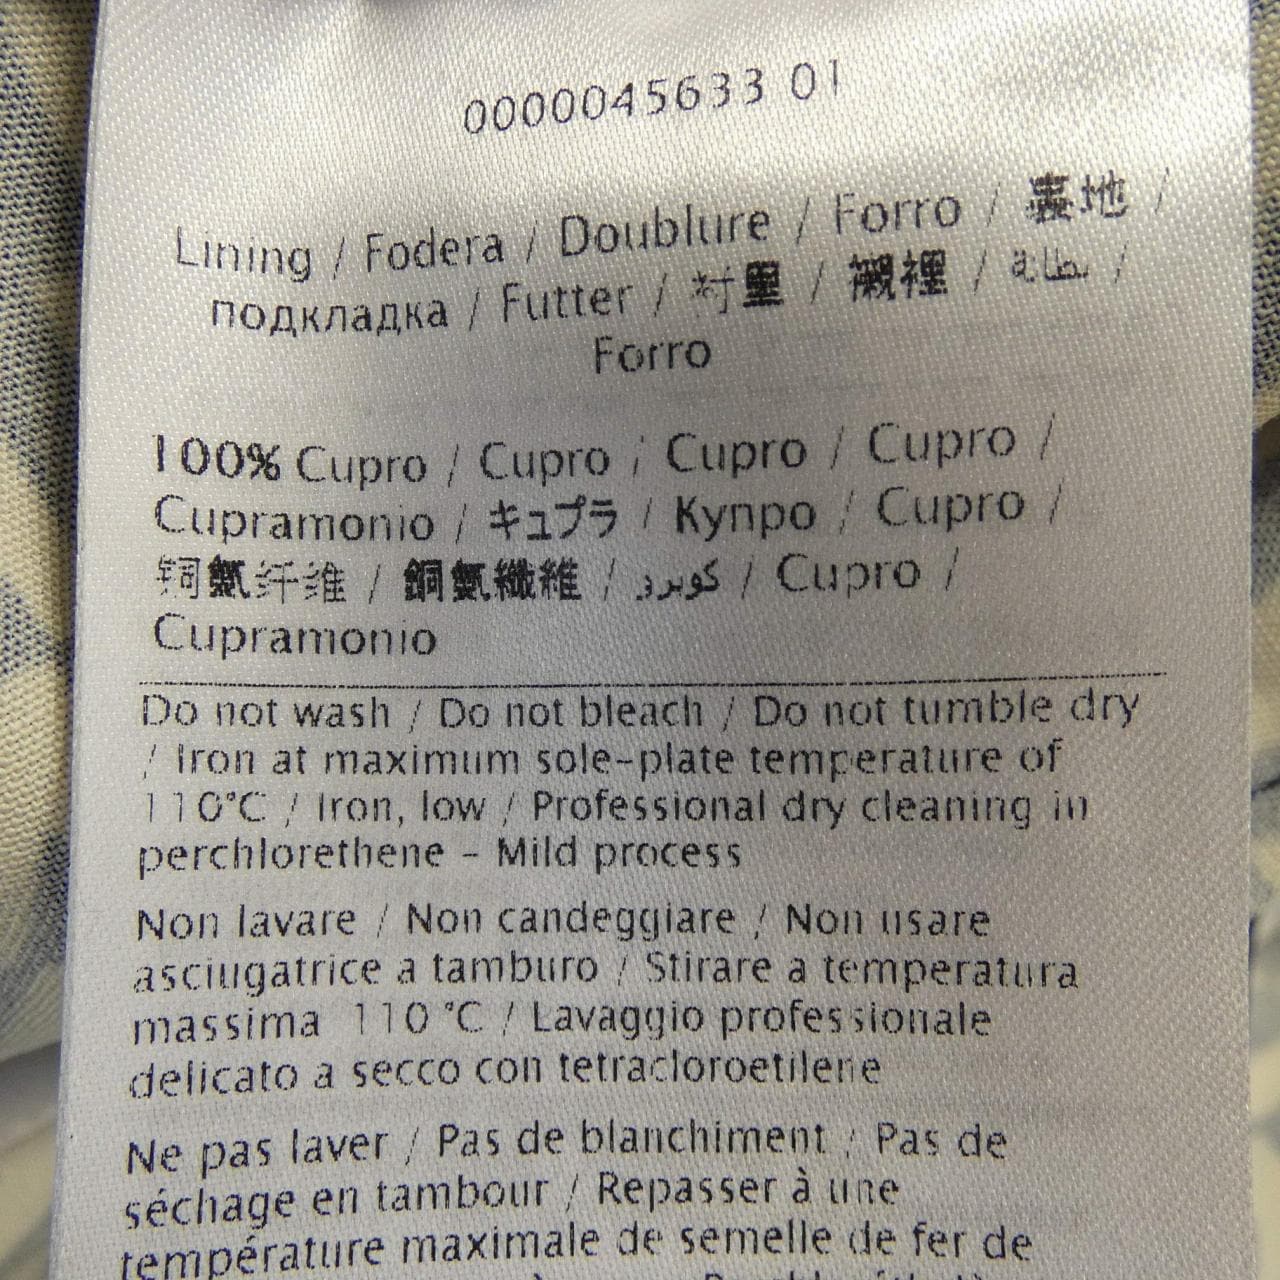 0000045633 01
Lining / Fodera / Doublure / Forro / 裏地 /
подкладка / Futter / 衬里 / 襯裡 / بطانة /
Forro
100% Cupro / Cupro / Cupro / Cupro /
Cupramonio / キュプラ / Купро / Cupro /
铜氨纤维 / 銅氨纖維 / كوبرو / Cupro /
Cupramonio
Do not wash / Do not bleach / Do not tumble dry
/ Iron at maximum sole-plate temperature of
110°C / Iron, low / Professional dry cleaning in
perchlorethene - Mild process
Non lavare / Non candeggiare / Non usare
asciugatrice a tamburo / Stirare a temperatura
massima 110 °C / Lavaggio professionale
delicato a secco con tetracloroetilene
Ne pas laver / Pas de blanchiment / Pas de
séchage en tambour / Repasser à une
température maximale de semelle de fer de